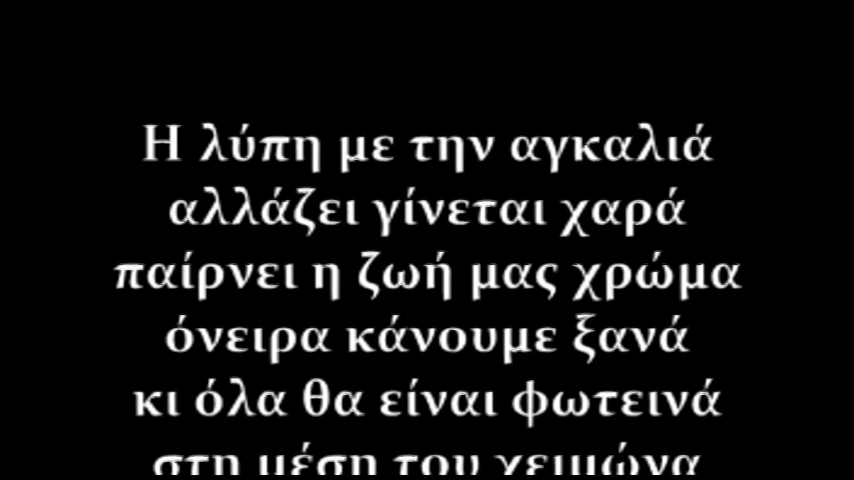 Η λύπη με την αγκαλιά
αλλάζει γίνεται χαρά
παίρνει η ζωή μας χρώμα
όνειρα κάνουμε ξανά
κι όλα θα είναι φωτεινά
στη μέση του χειμώνα